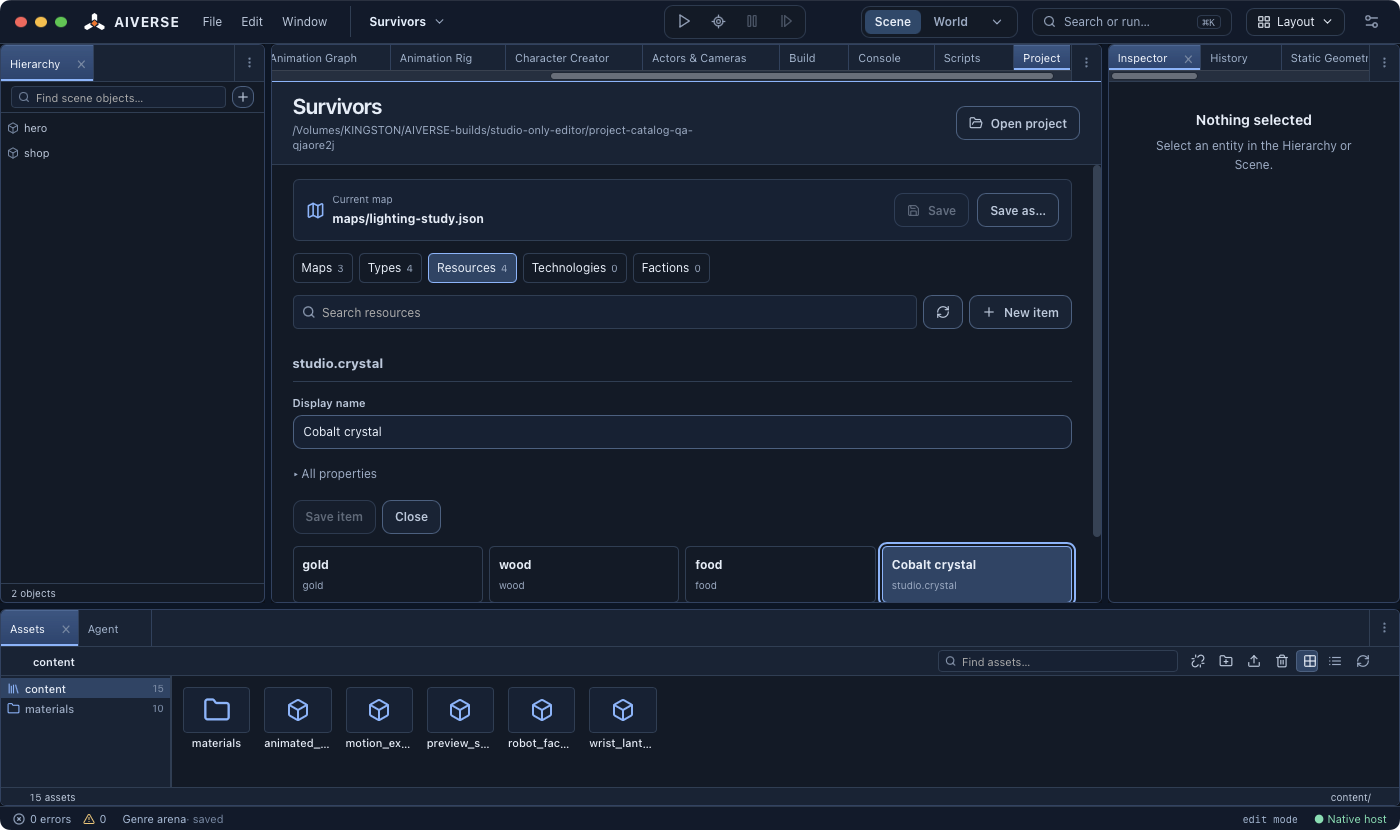 AIVERSE File Edit Window Survivors Scene World Search or run... ⌘K Layout
Hierarchy Animation Graph Animation Rig Character Creator Actors & Cameras Build Console Scripts Project Inspector History Static Geometr
Find scene objects...
hero
shop
2 objects
Survivors
/Volumes/KINGSTON/AIVERSE-builds/studio-only-editor/project-catalog-qa-
qjaore2j
Open project
Current map
maps/lighting-study.json
Save Save as...
Maps 3 Types 4 Resources 4 Technologies 0 Factions 0
Search resources
New item
studio.crystal
Display name
Cobalt crystal
All properties
Save item Close
gold wood food Cobalt crystal
gold wood food studio.crystal
Nothing selected
Select an entity in the Hierarchy or
Scene.
Assets Agent
content Find assets...
content 15
materials 10
materials animated_... motion_ex... preview_s... robot_fac... wrist_lant...
15 assets content/
0 errors 0 Genre arena · saved edit mode Native host